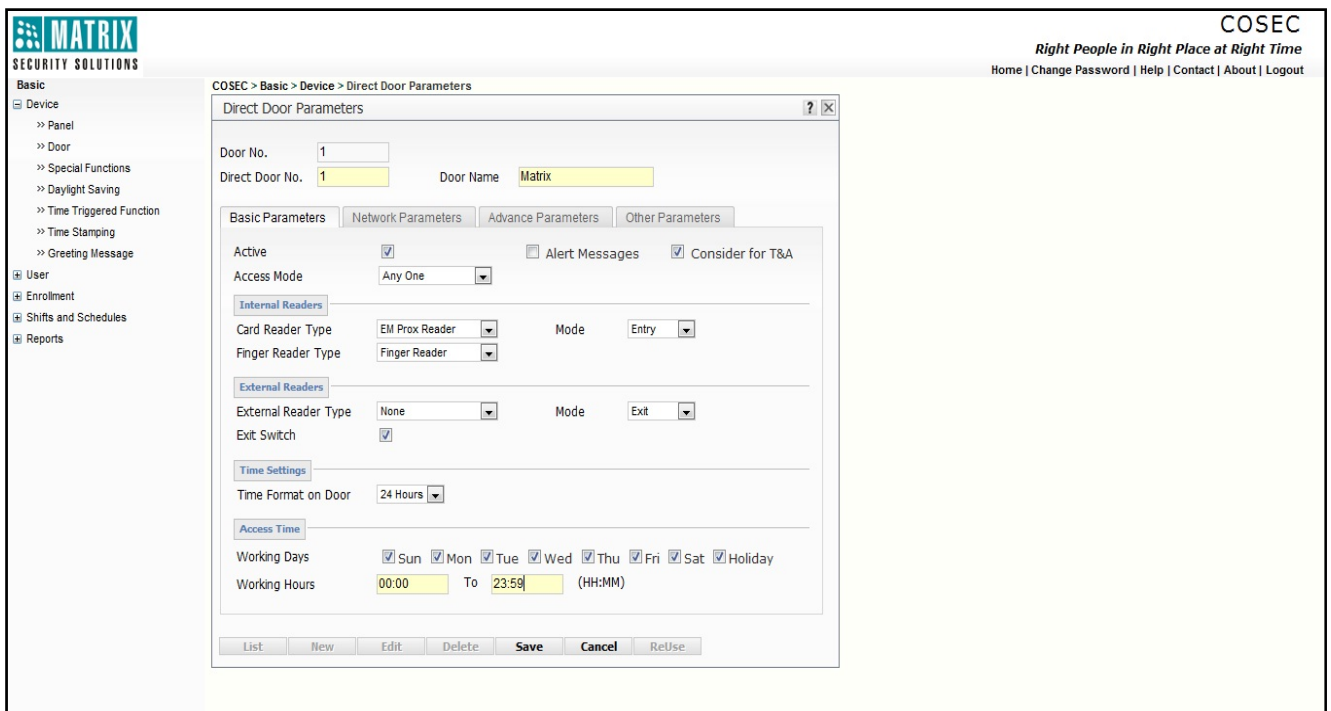 MATRIX
SECURITY SOLUTIONS
COSEC
Right People in Right Place at Right Time
Home | Change Password | Help | Contact | About | Logout
Basic
Device
>> Panel
>> Door
>> Special Functions
>> Daylight Saving
>> Time Triggered Function
>> Time Stamping
>> Greeting Message
User
Enrollment
Shifts and Schedules
Reports
COSEC > Basic > Device > Direct Door Parameters
Direct Door Parameters ? X
Door No. 1
Direct Door No. 1 Door Name Matrix
Basic Parameters Network Parameters Advance Parameters Other Parameters
Active Alert Messages Consider for T&A
Access Mode Any One
Internal Readers
Card Reader Type EM Prox Reader Mode Entry
Finger Reader Type Finger Reader
External Readers
External Reader Type None Mode Exit
Exit Switch
Time Settings
Time Format on Door 24 Hours
Access Time
Working Days Sun Mon Tue Wed Thu Fri Sat Holiday
Working Hours 00:00 To 23:59 (HH:MM)
List New Edit Delete Save Cancel ReUse